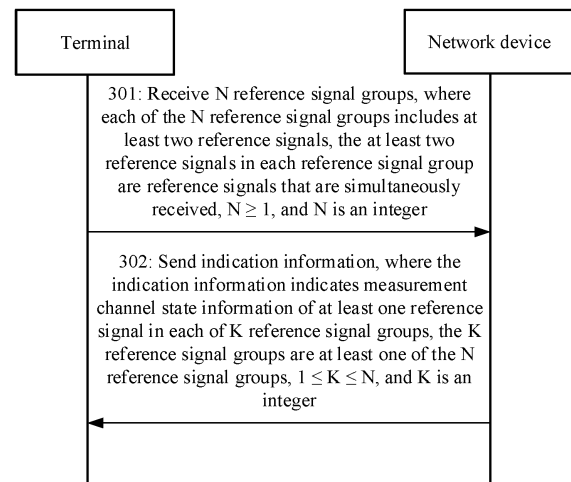 Terminal
Network device
301: Receive N reference signal groups, where
each of the N reference signal groups includes at
least two reference signals, the at least two
reference signals in each reference signal group
are reference signals that are simultaneously
received, N ≥ 1, and N is an integer
302: Send indication information, where the
indication information indicates measurement
channel state information of at least one reference
signal in each of K reference signal groups, the K
reference signal groups are at least one of the N
reference signal groups, 1 ≤ K ≤ N, and K is an
integer